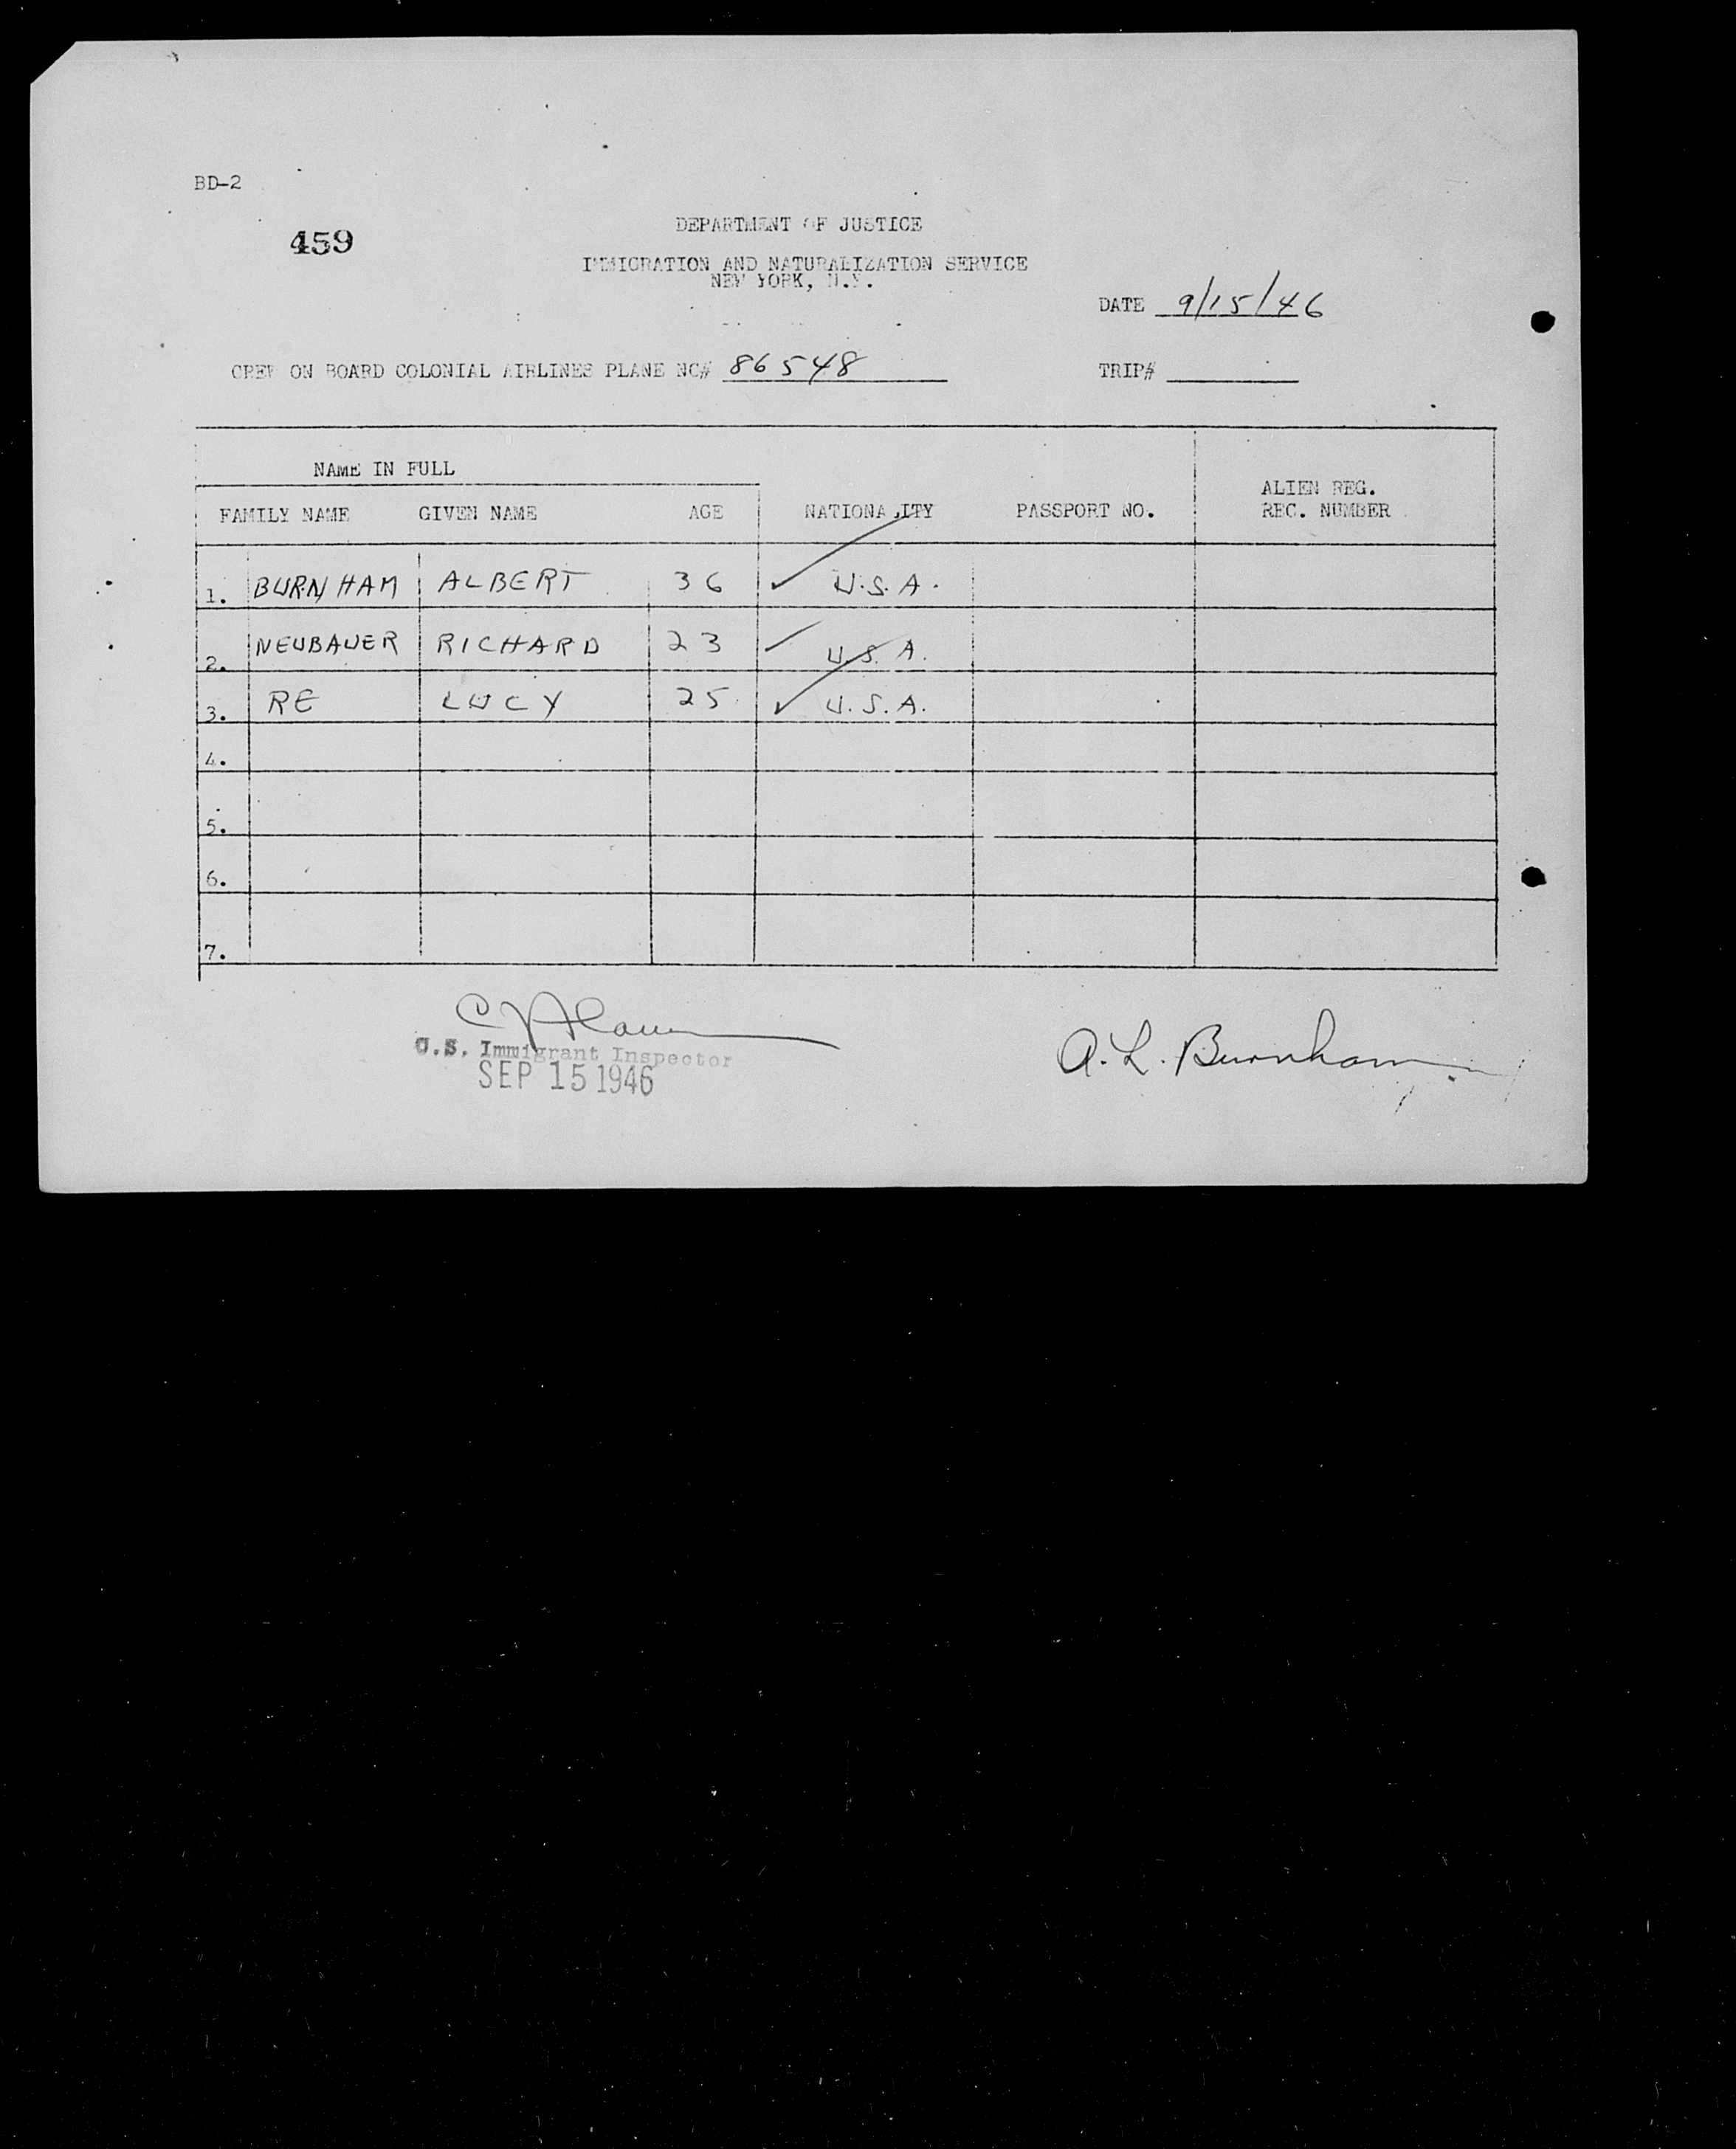 BD-2
459
DEPARTMENT OF JUSTICE
IMMIGRATION AND NATURALIZATION SERVICE
NEW YORK, N.Y.
DATE 9/15/46
CREW ON BOARD COLONIAL AIRLINES PLANE NC# 86548 TRIP#
NAME IN FULL
FAMILY NAME GIVEN NAME AGE NATIONALITY PASSPORT NO. ALIEN REG. REC. NUMBER
1. BURNHAM ALBERT 36 ✓ U.S.A.
2. NEUBAUER RICHARD 23 ✓ U.S.A.
3. RE LUCY 25 ✓ U.S.A.
4.
5.
6.
7.
U.S. Immigrant Inspector
SEP 15 1946
A. L. Burnham